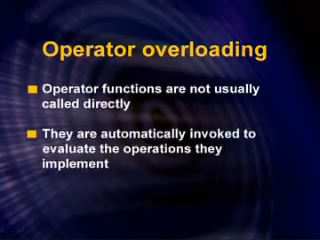 Operator overloading
Operator functions are not usually
called directly
They are automatically invoked to
evaluate the operations they
implement